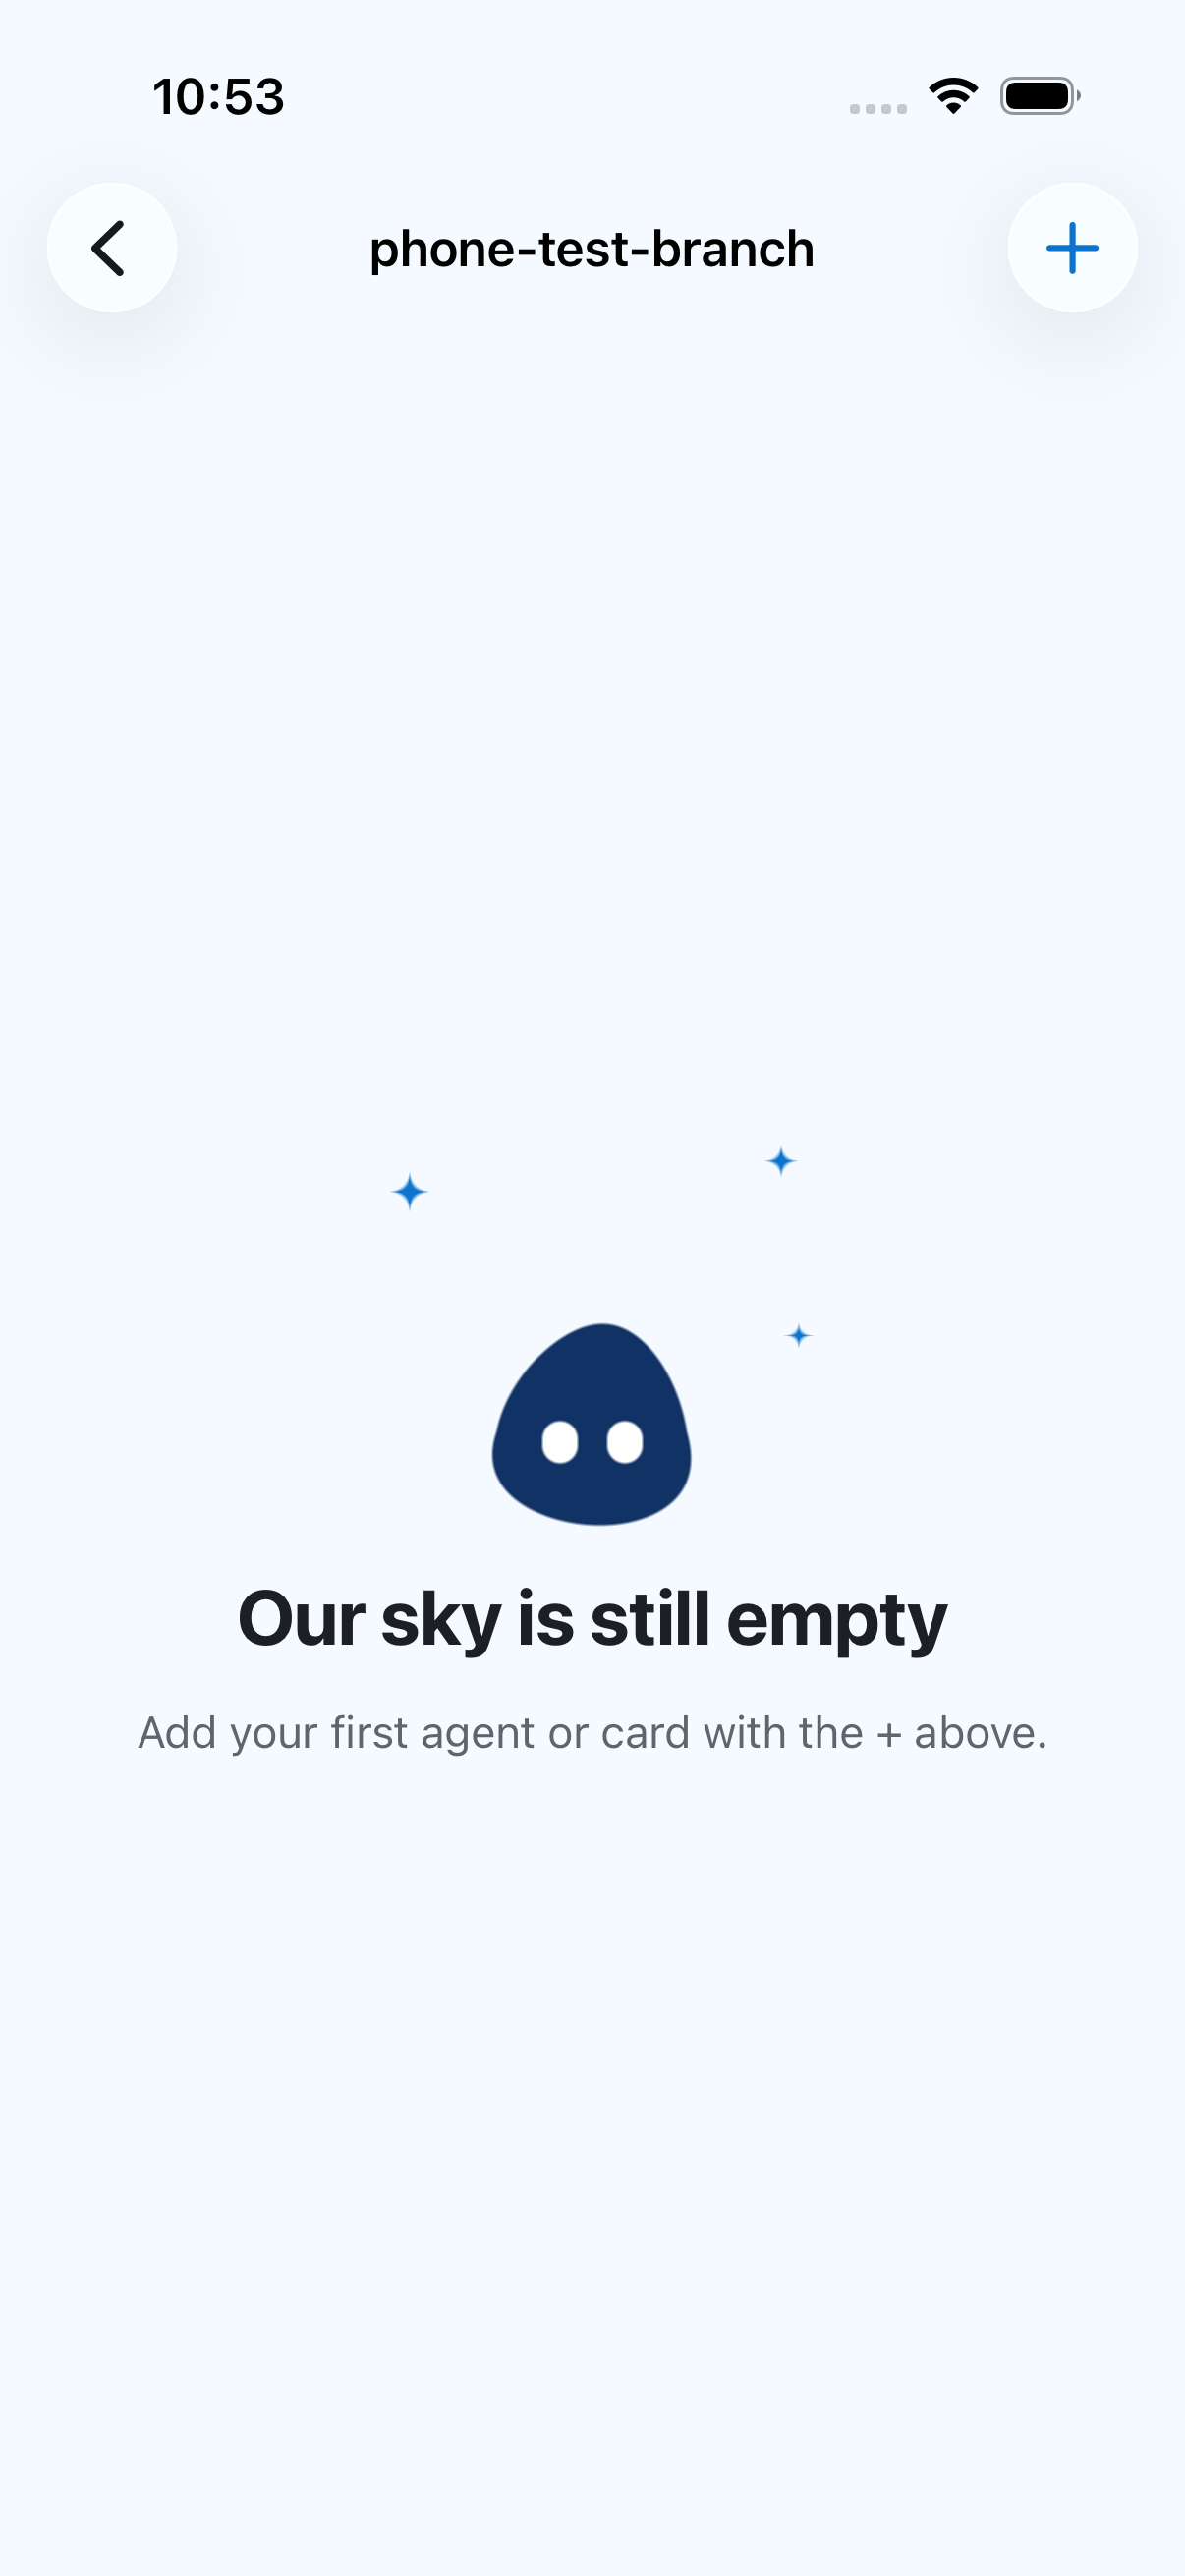 10:53
phone-test-branch
Our sky is still empty
Add your first agent or card with the + above.